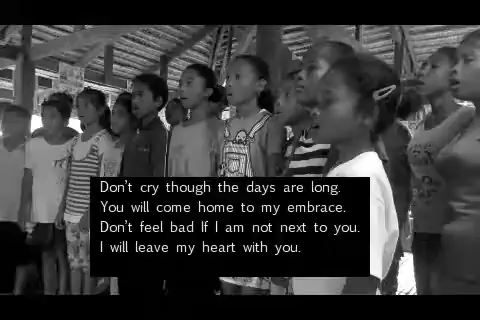 Don't cry though the days are long.
You will come home to my embrace.
Don't feel bad If I am not next to you.
I will leave my heart with you.